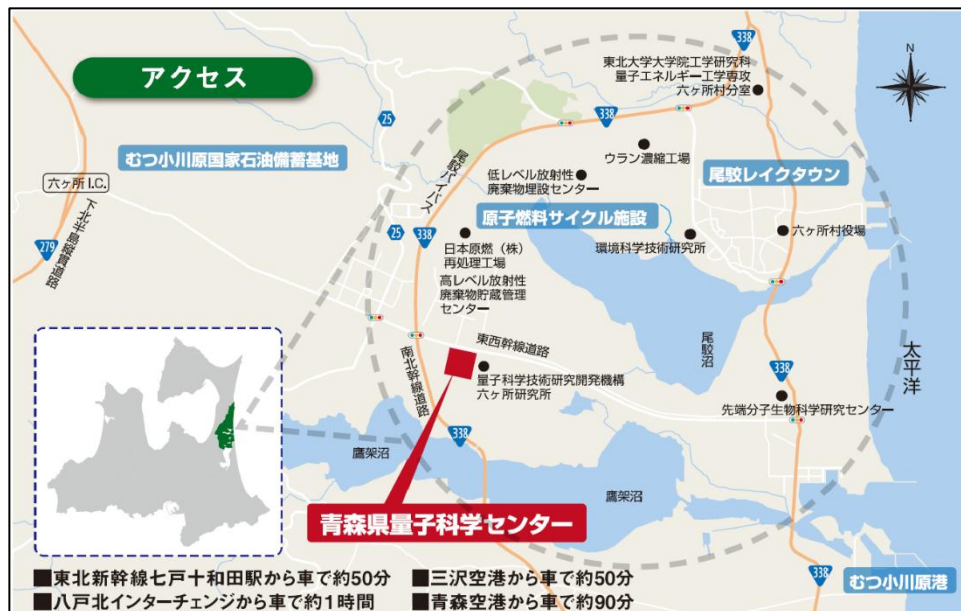 アクセス
338
N
東北大学大学院工学研究科
量子エネルギー工学専攻
六ヶ所村分室
25
338
むつ小川原国家石油備蓄基地
尾駮バイパス
ウラン濃縮工場
低レベル放射性
廃棄物埋設センター
尾駮レイクタウン
六ヶ所I.C.
下北半島縦貫道路
279
原子燃料サイクル施設
25
338
日本原燃（株）
再処理工場
環境科学技術研究所
六ヶ所村役場
高レベル放射性
廃棄物貯蔵管理
センター
東西幹線道路
尾駮沼
太平洋
南北幹線道路
量子科学技術研究開発機構
六ヶ所研究所
338
先端分子生物科学研究センター
338
鷹架沼
鷹架沼
青森県量子科学センター
338
むつ小川原港
■東北新幹線七戸十和田駅から車で約50分
■三沢空港から車で約50分
■八戸北インターチェンジから車で約1時間
■青森空港から車で約90分